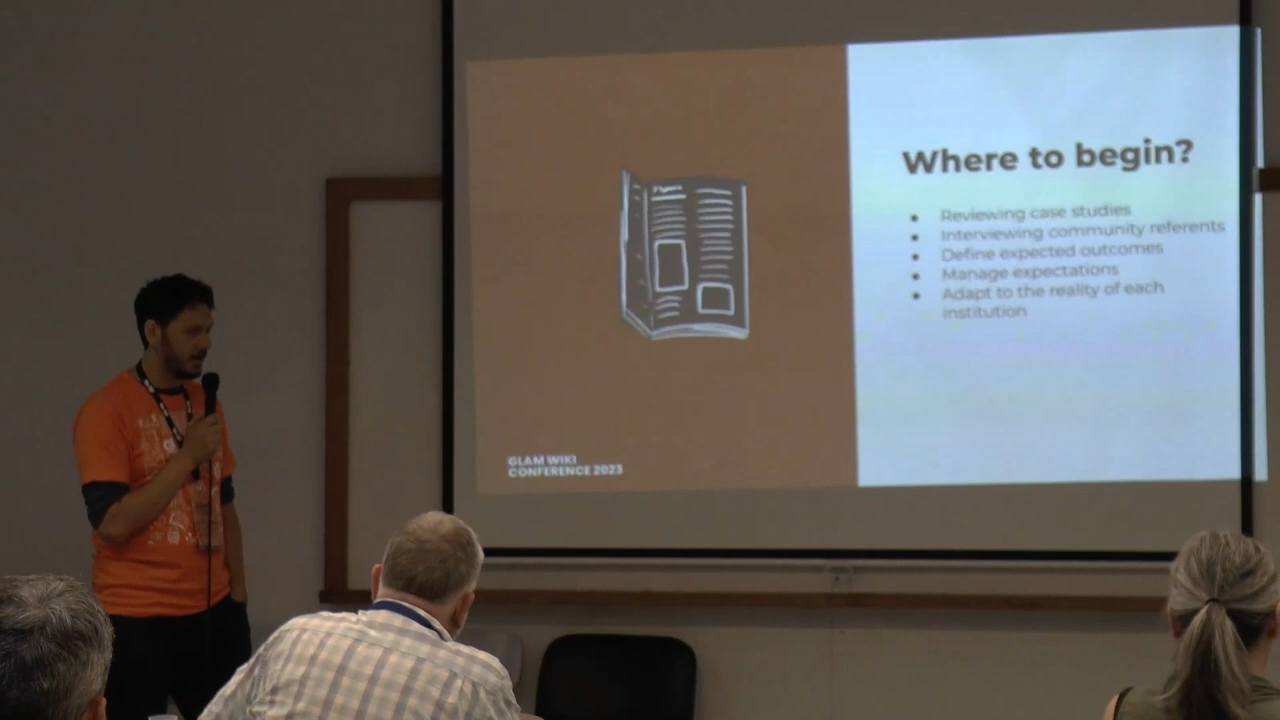 Where to begin?
● Reviewing case studies
● Interviewing community referents
● Define expected outcomes
● Manage expectations
● Adapt to the reality of each
institution
GLAM WIKI
CONFERENCE 2023